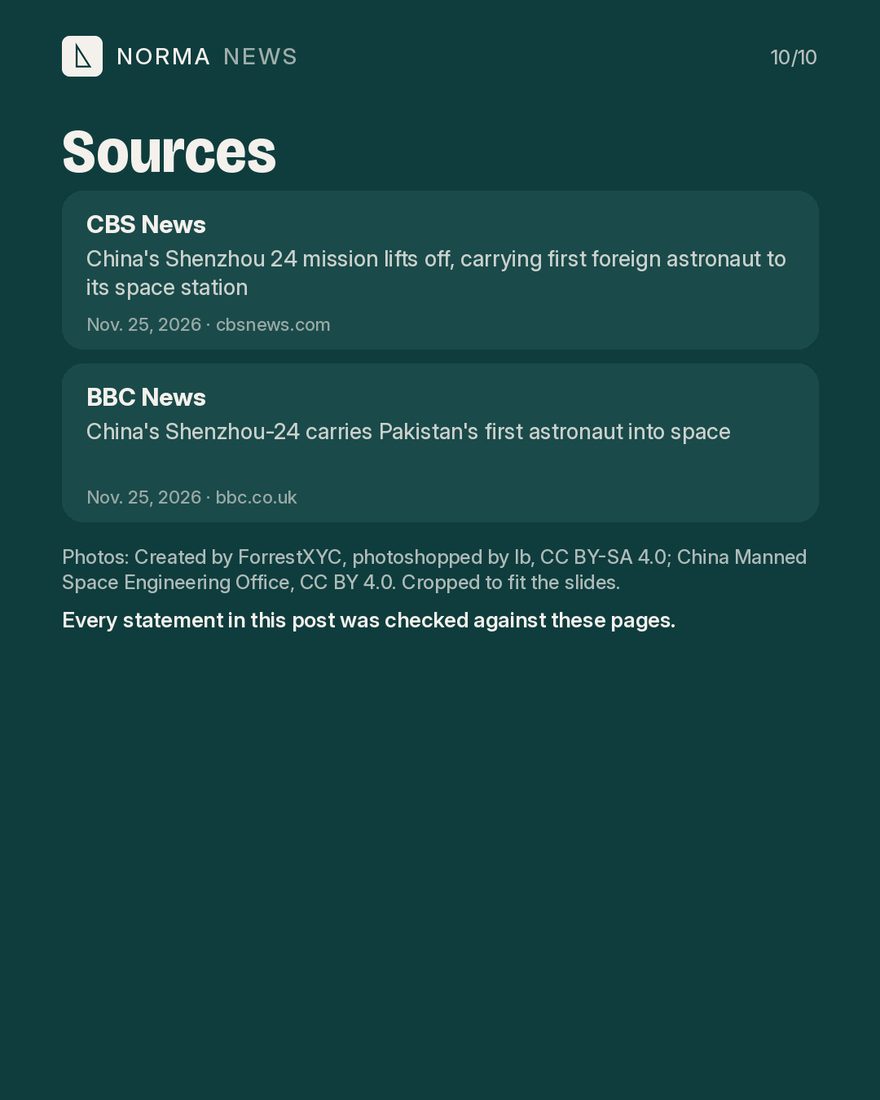 NORMA NEWS
10/10
Sources
CBS News
China's Shenzhou 24 mission lifts off, carrying first foreign astronaut to
its space station
Nov. 25, 2026 · cbsnews.com
BBC News
China's Shenzhou-24 carries Pakistan's first astronaut into space
Nov. 25, 2026 · bbc.co.uk
Photos: Created by ForrestXYC, photoshopped by lb, CC BY-SA 4.0; China Manned
Space Engineering Office, CC BY 4.0. Cropped to fit the slides.
Every statement in this post was checked against these pages.